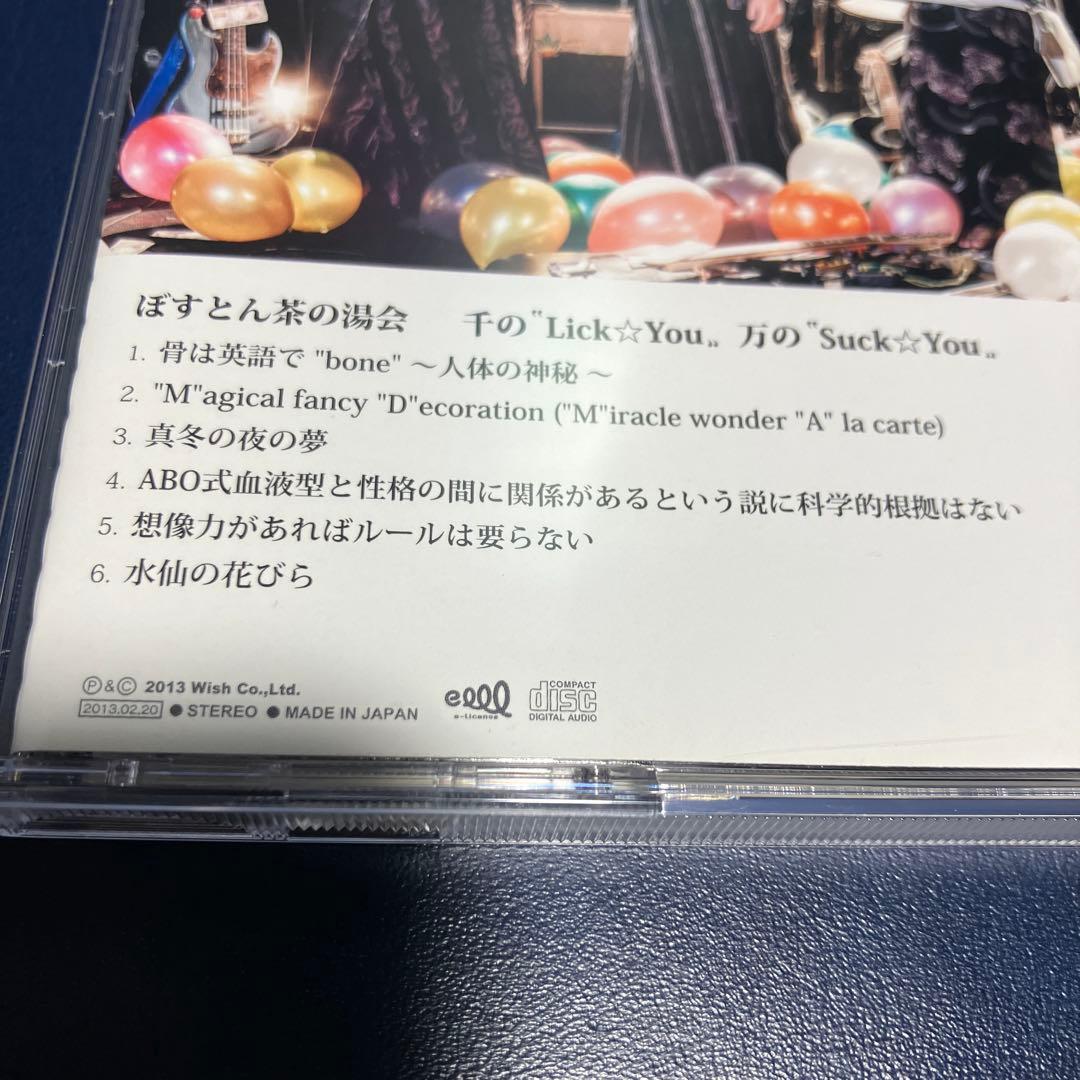 ぼすとん茶の湯会 千の〝Lick☆You〟 万の〝Suck☆You〟
1. 骨は英語で "bone" ～人体の神秘～
2. "M"agical fancy "D"ecoration ("M"iracle wonder "A" la carte)
3. 真冬の夜の夢
4. ABO式血液型と性格の間に関係があるという説に科学的根拠はない
5. 想像力があればルールは要らない
6. 水仙の花びら
Ⓟ&Ⓒ 2013 Wish Co.,Ltd.
2013.02.20 ●STEREO ●MADE IN JAPAN
e-License
COMPACT
disc
DIGITAL AUDIO